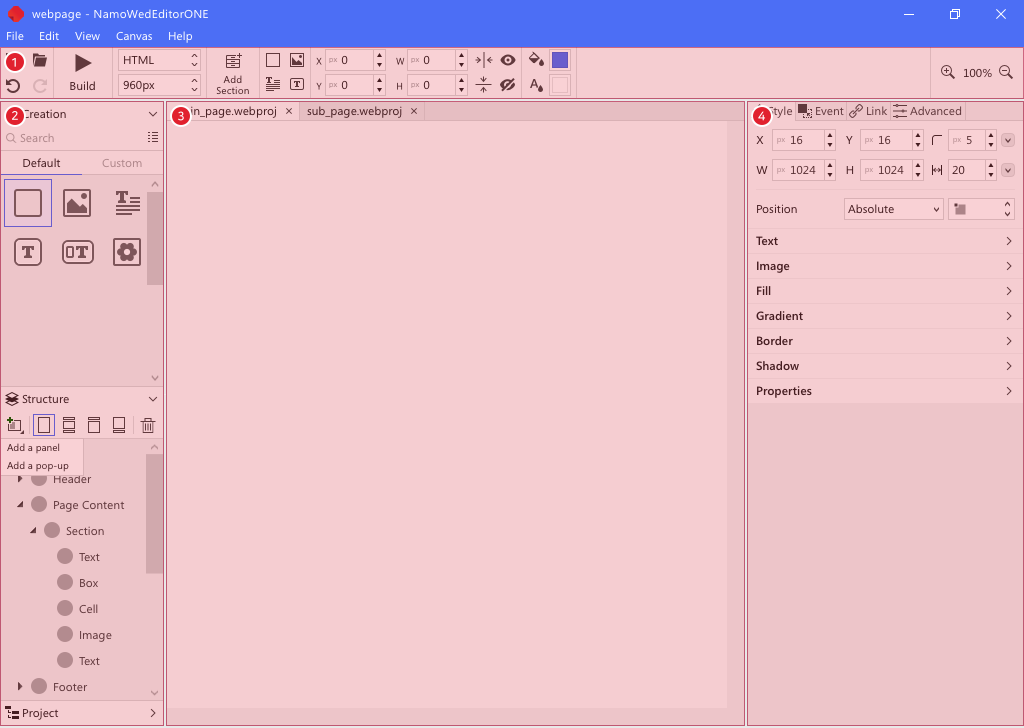 webpage - NamoWedEditorONE
File Edit View Canvas Help
1
Build
HTML
960px
Add
Section
X px 0
Y px 0
W px 0
H px 0
100%
2
Creation
Search
Default Custom
Structure
Add a panel
Add a pop-up
Header
Page Content
Section
Text
Box
Cell
Image
Text
Footer
Project
3
in_page.webproj
sub_page.webproj
4
Style Event Link Advanced
X px 16 Y px 16 px 5
W px 1024 H px 1024 20
Position Absolute
Text
Image
Fill
Gradient
Border
Shadow
Properties